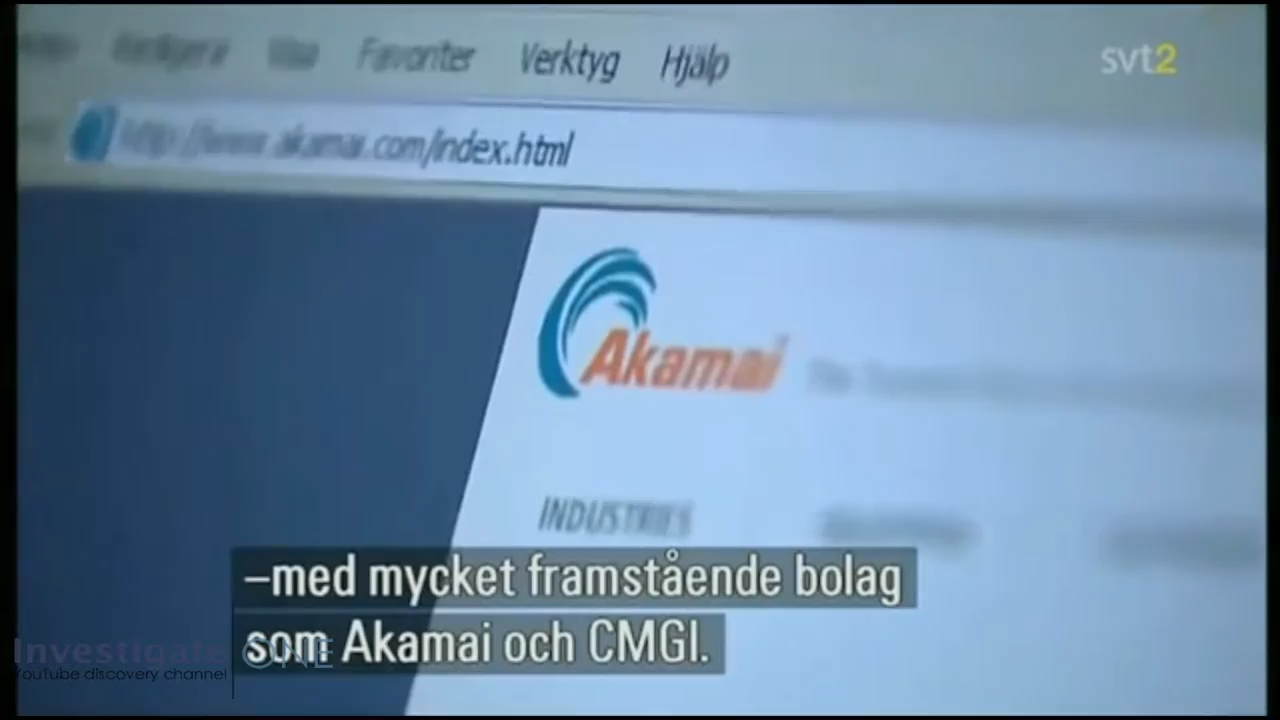 Favoriter Verktyg Hjälp
svt2
http://www.akamai.com/index.html
Akamai
INDUSTRIES
–med mycket framstående bolag
som Akamai och CMGI.
Investigate ONE
YouTube discovery channel